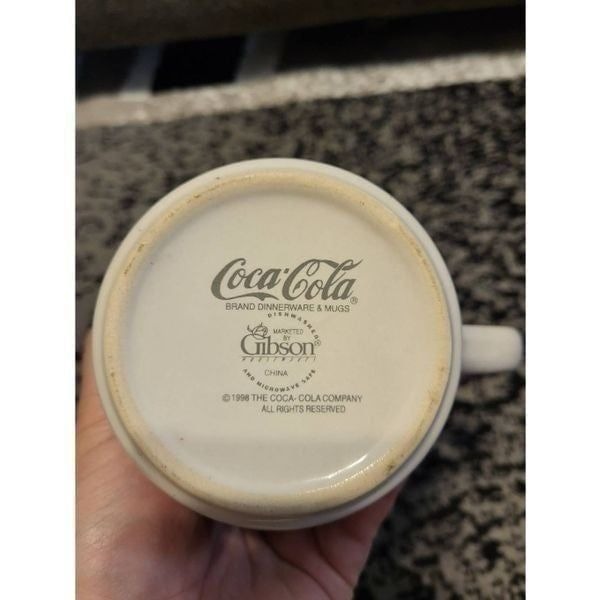 Coca-Cola®
BRAND DINNERWARE & MUGS
DISHWASHER
MARKETED
BY
Gibson®
HOUSEWARES
CHINA
AND MICROWAVE SAFE
©1998 THE COCA- COLA COMPANY
ALL RIGHTS RESERVED